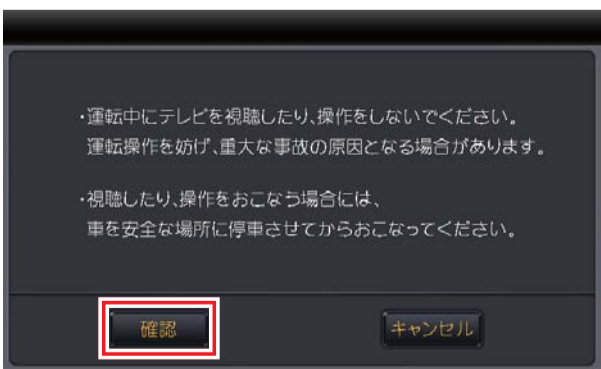 ・運転中にテレビを視聴したり、操作をしないでください。
運転操作を妨げ、重大な事故の原因となる場合があります。
・視聴したり、操作をおこなう場合には、
車を安全な場所に停車させてからおこなってください。
確認 キャンセル